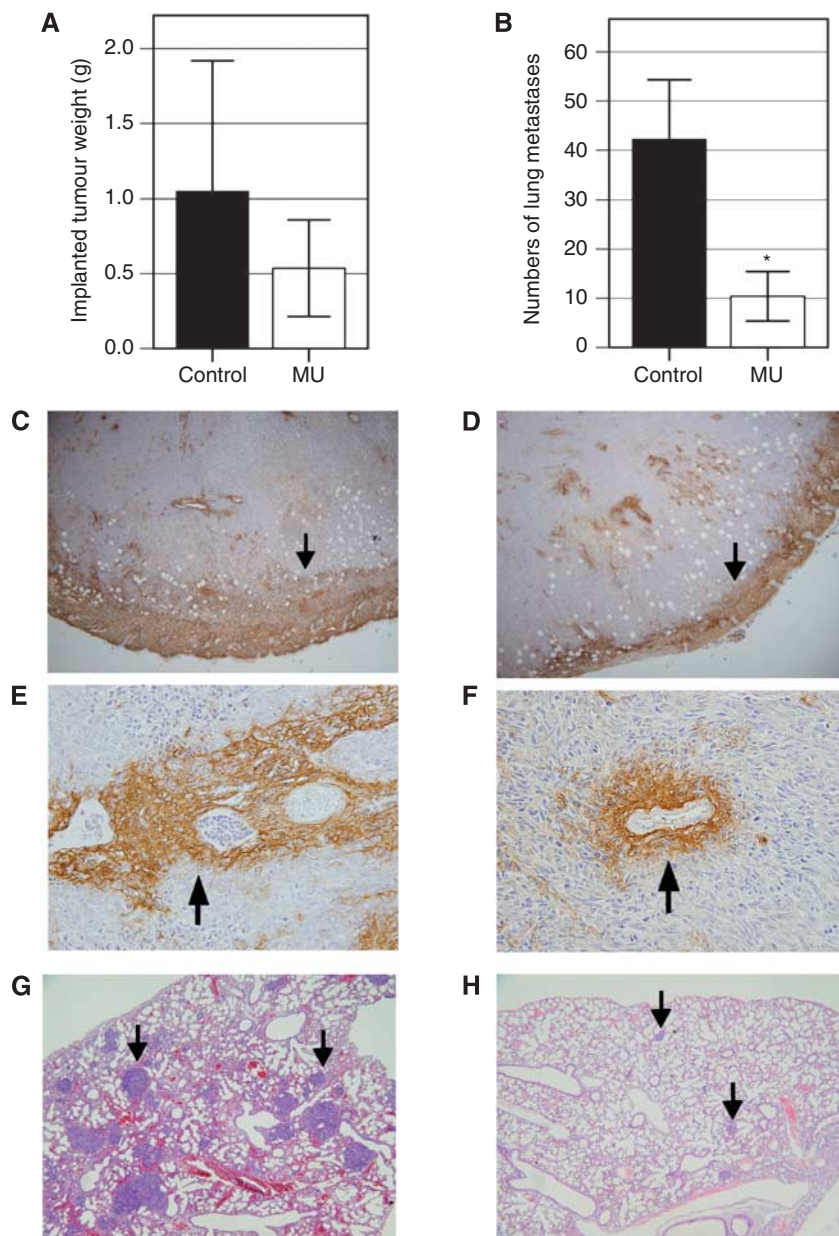 A
Implanted tumour weight (g)
2.0
1.5
1.0
0.5
0.0
Control MU
B
Numbers of lung metastases
60
50
40
30
20
10
0
*
Control MU
C
D
E
F
G
H